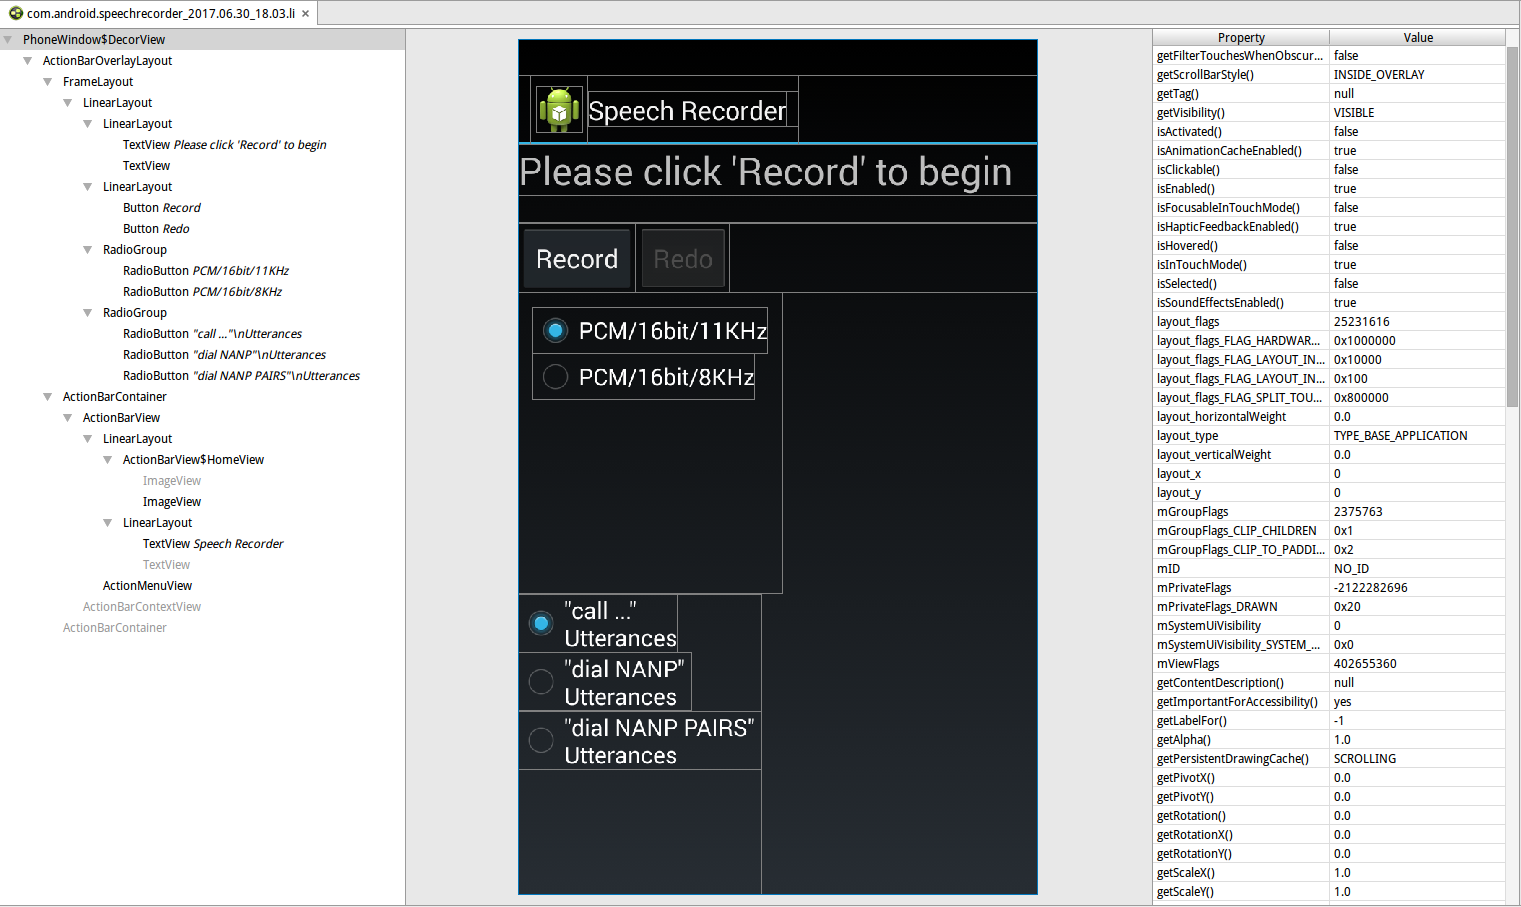 com.android.speechrecorder_2017.06.30_18.03.li
PhoneWindow$DecorView
ActionBarOverlayLayout
FrameLayout
LinearLayout
LinearLayout
TextView Please click 'Record' to begin
TextView
LinearLayout
Button Record
Button Redo
RadioGroup
RadioButton PCM/16bit/11KHz
RadioButton PCM/16bit/8KHz
RadioGroup
RadioButton "call ..."\nUtterances
RadioButton "dial NANP"\nUtterances
RadioButton "dial NANP PAIRS"\nUtterances
ActionBarContainer
ActionBarView
LinearLayout
ActionBarView$HomeView
ImageView
ImageView
LinearLayout
TextView Speech Recorder
TextView
ActionMenuView
ActionBarContextView
ActionBarContainer
Speech Recorder
Please click 'Record' to begin
Record Redo
PCM/16bit/11KHz
PCM/16bit/8KHz
"call ..."
Utterances
"dial NANP"
Utterances
"dial NANP PAIRS"
Utterances
Property Value
getFilterTouchesWhenObscur... false
getScrollBarStyle() INSIDE_OVERLAY
getTag() null
getVisibility() VISIBLE
isActivated() false
isAnimationCacheEnabled() true
isClickable() false
isEnabled() true
isFocusableInTouchMode() false
isHapticFeedbackEnabled() true
isHovered() false
isInTouchMode() true
isSelected() false
isSoundEffectsEnabled() true
layout_flags 25231616
layout_flags_FLAG_HARDWAR... 0x1000000
layout_flags_FLAG_LAYOUT_IN... 0x10000
layout_flags_FLAG_LAYOUT_IN... 0x100
layout_flags_FLAG_SPLIT_TOU... 0x800000
layout_horizontalWeight 0.0
layout_type TYPE_BASE_APPLICATION
layout_verticalWeight 0.0
layout_x 0
layout_y 0
mGroupFlags 2375763
mGroupFlags_CLIP_CHILDREN 0x1
mGroupFlags_CLIP_TO_PADDI... 0x2
mID NO_ID
mPrivateFlags -2122282696
mPrivateFlags_DRAWN 0x20
mSystemUiVisibility 0
mSystemUiVisibility_SYSTEM_... 0x0
mViewFlags 402655360
getContentDescription() null
getImportantForAccessibility() yes
getLabelFor() -1
getAlpha() 1.0
getPersistentDrawingCache() SCROLLING
getPivotX() 0.0
getPivotY() 0.0
getRotation() 0.0
getRotationX() 0.0
getRotationY() 0.0
getScaleX() 1.0
getScaleY() 1.0